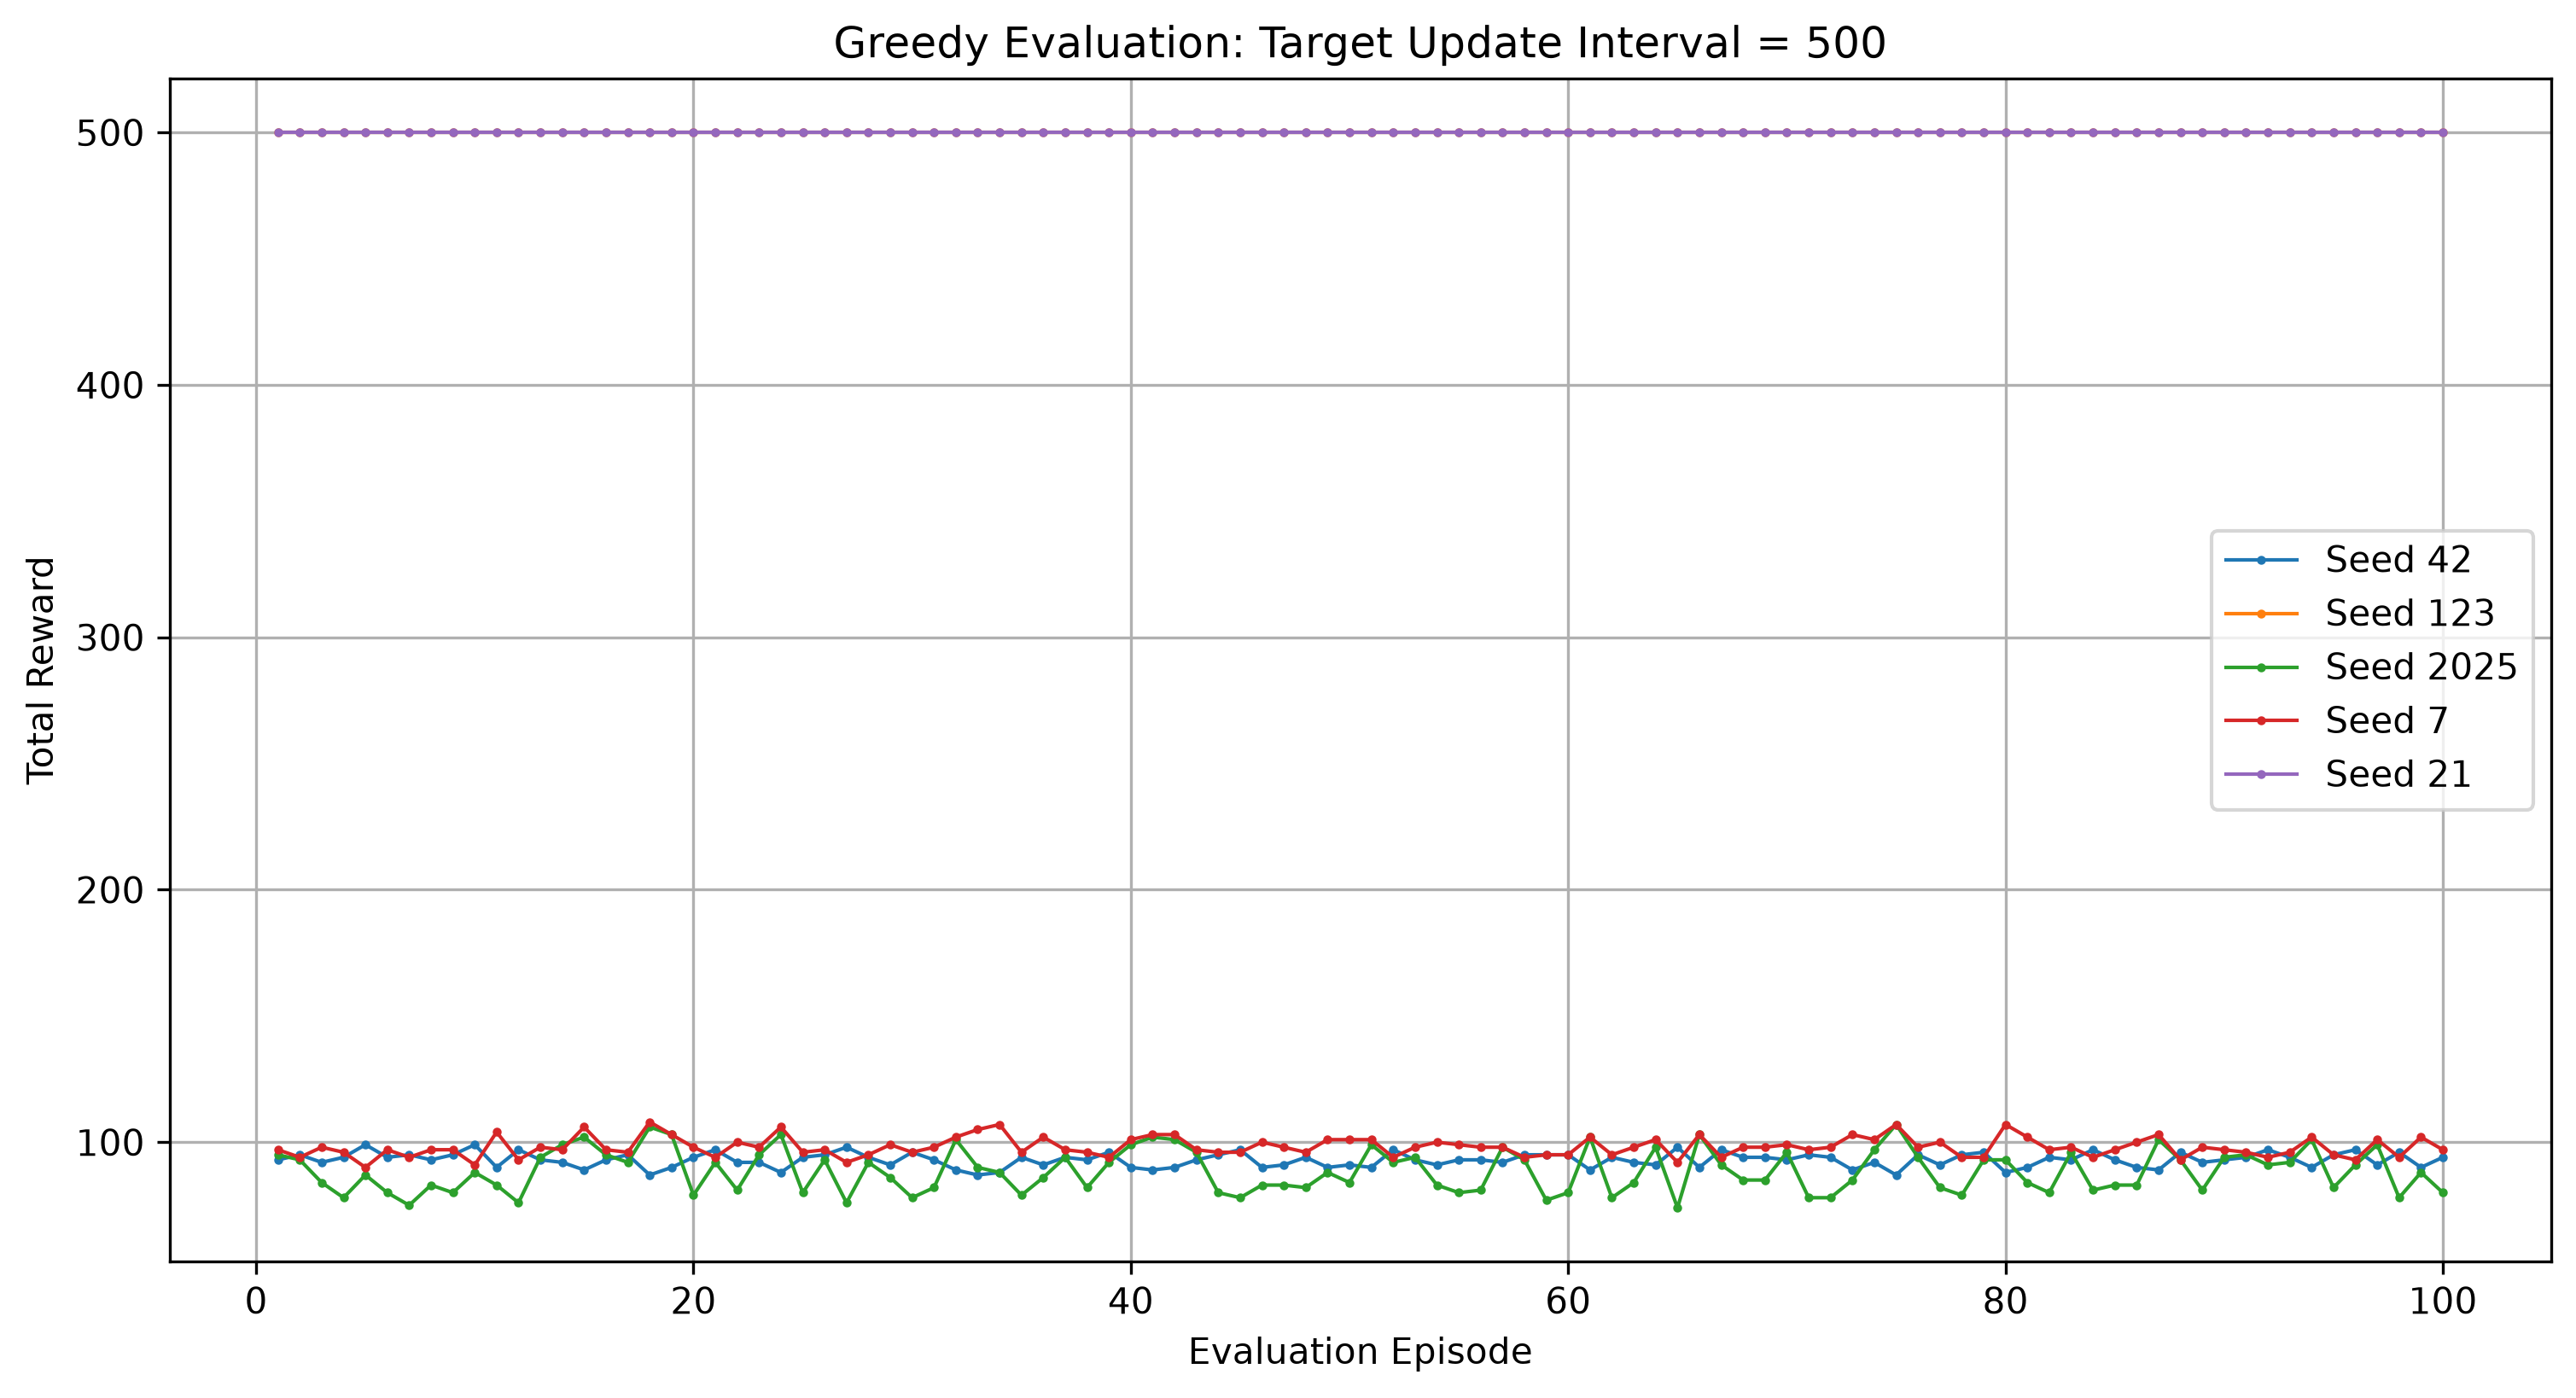 Greedy Evaluation: Target Update Interval = 500
500
400
300
200
100
Total Reward
Seed 42
Seed 123
Seed 2025
Seed 7
Seed 21
0 20 40 60 80 100
Evaluation Episode